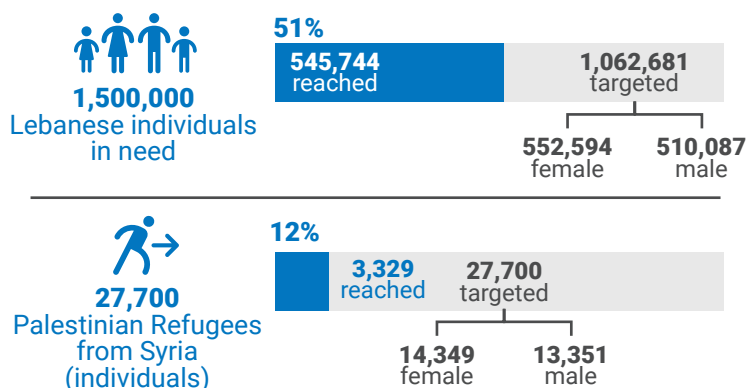 51%
545,744
reached
1,062,681
targeted
1,500,000
Lebanese individuals
in need
552,594
female
510,087
male
12%
3,329
reached
27,700
targeted
27,700
Palestinian Refugees
from Syria
(individuals)
14,349
female
13,351
male